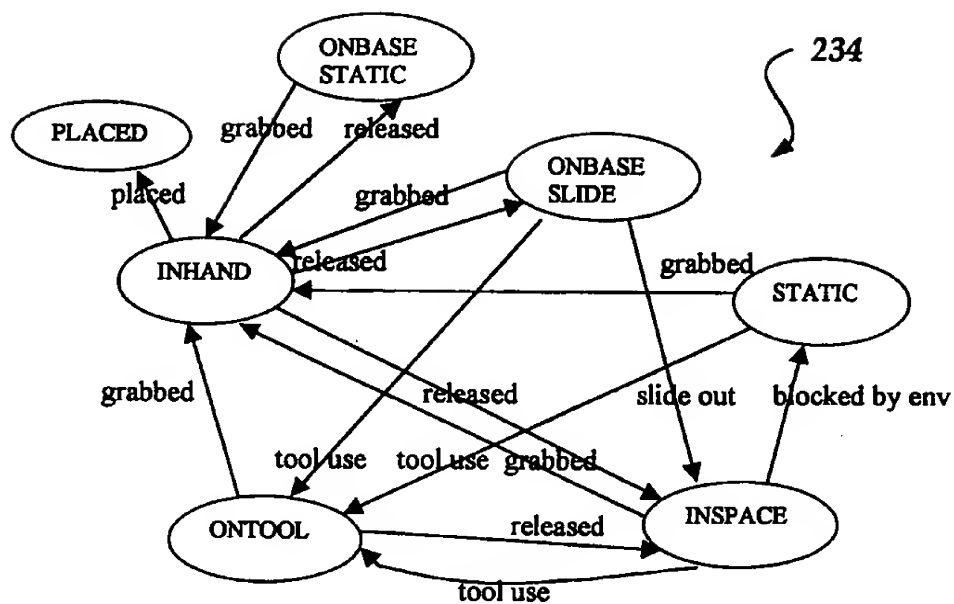 ONBASE
STATIC
234
PLACED
grabbed
released
ONBASE
SLIDE
placed
grabbed
INHAND
released
grabbed
STATIC
grabbed
released
slide out
blocked by env
tool use
tool use
grabbed
ONTOOL
released
INSPACE
tool use